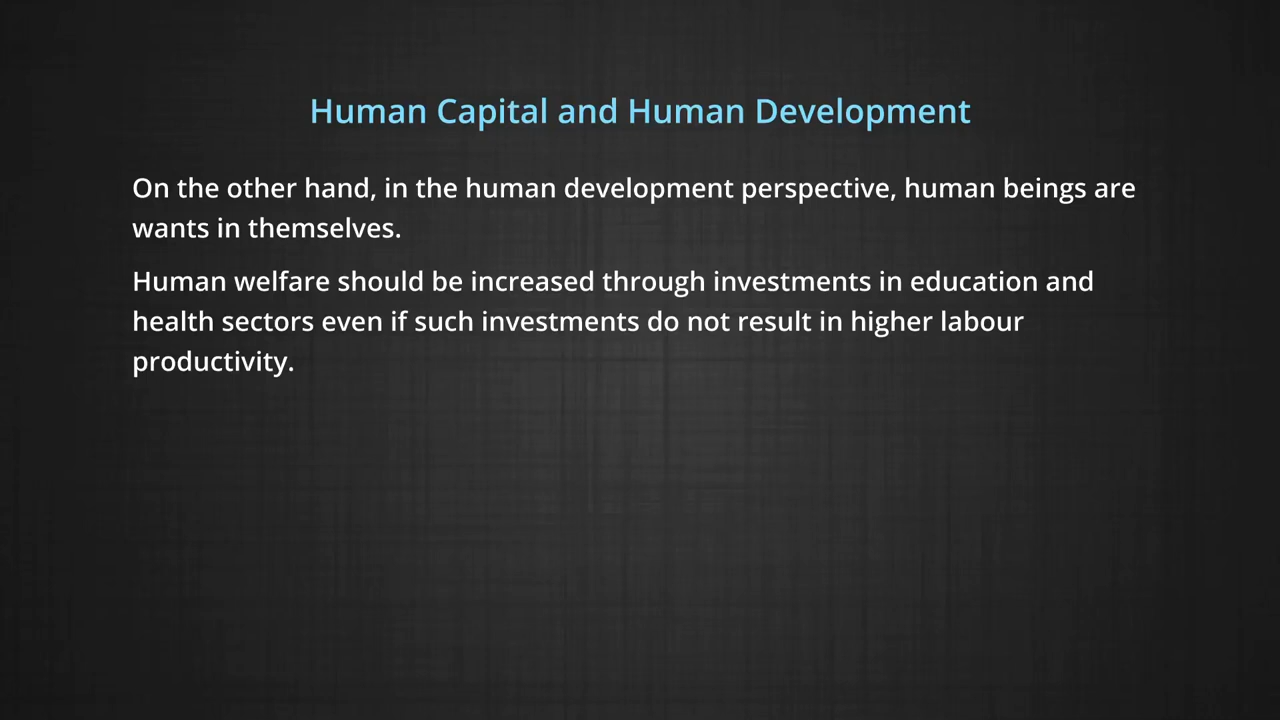 Human Capital and Human Development
On the other hand, in the human development perspective, human beings are
wants in themselves.
Human welfare should be increased through investments in education and
health sectors even if such investments do not result in higher labour
productivity.